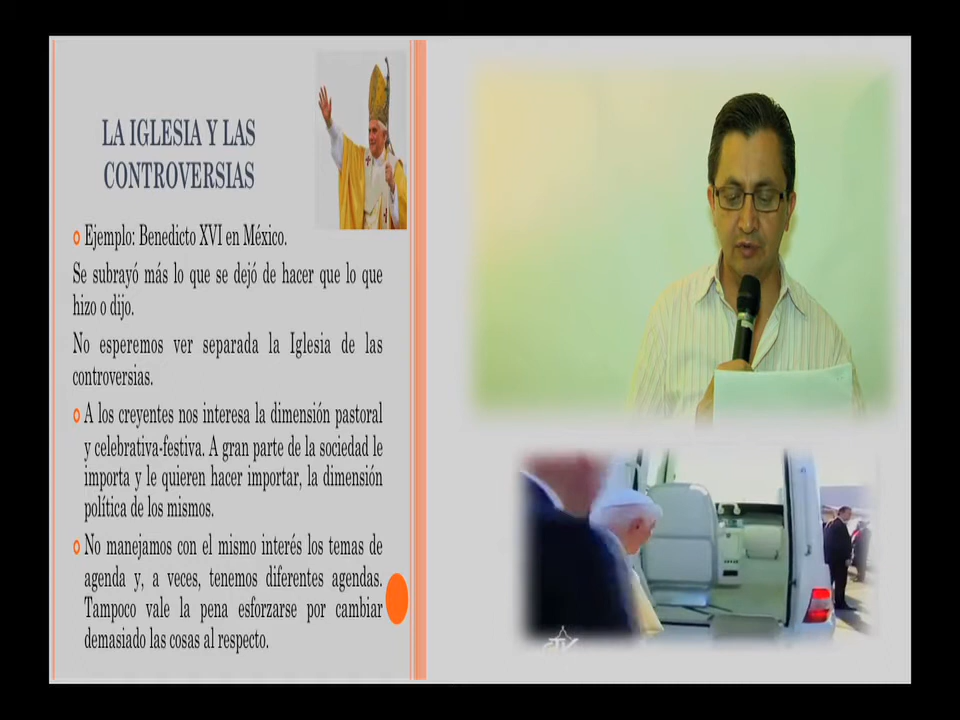 LA IGLESIA Y LAS
CONTROVERSIAS
Ejemplo: Benedicto XVI en México.
Se subrayó más lo que se dejó de hacer que lo que
hizo o dijo.
No esperemos ver separada la Iglesia de las
controversias.
A los creyentes nos interesa la dimensión pastoral
y celebrativa-festiva. A gran parte de la sociedad le
importa y le quieren hacer importar, la dimensión
política de los mismos.
No manejamos con el mismo interés los temas de
agenda y, a veces, tenemos diferentes agendas.
Tampoco vale la pena esforzarse por cambiar
demasiado las cosas al respecto.